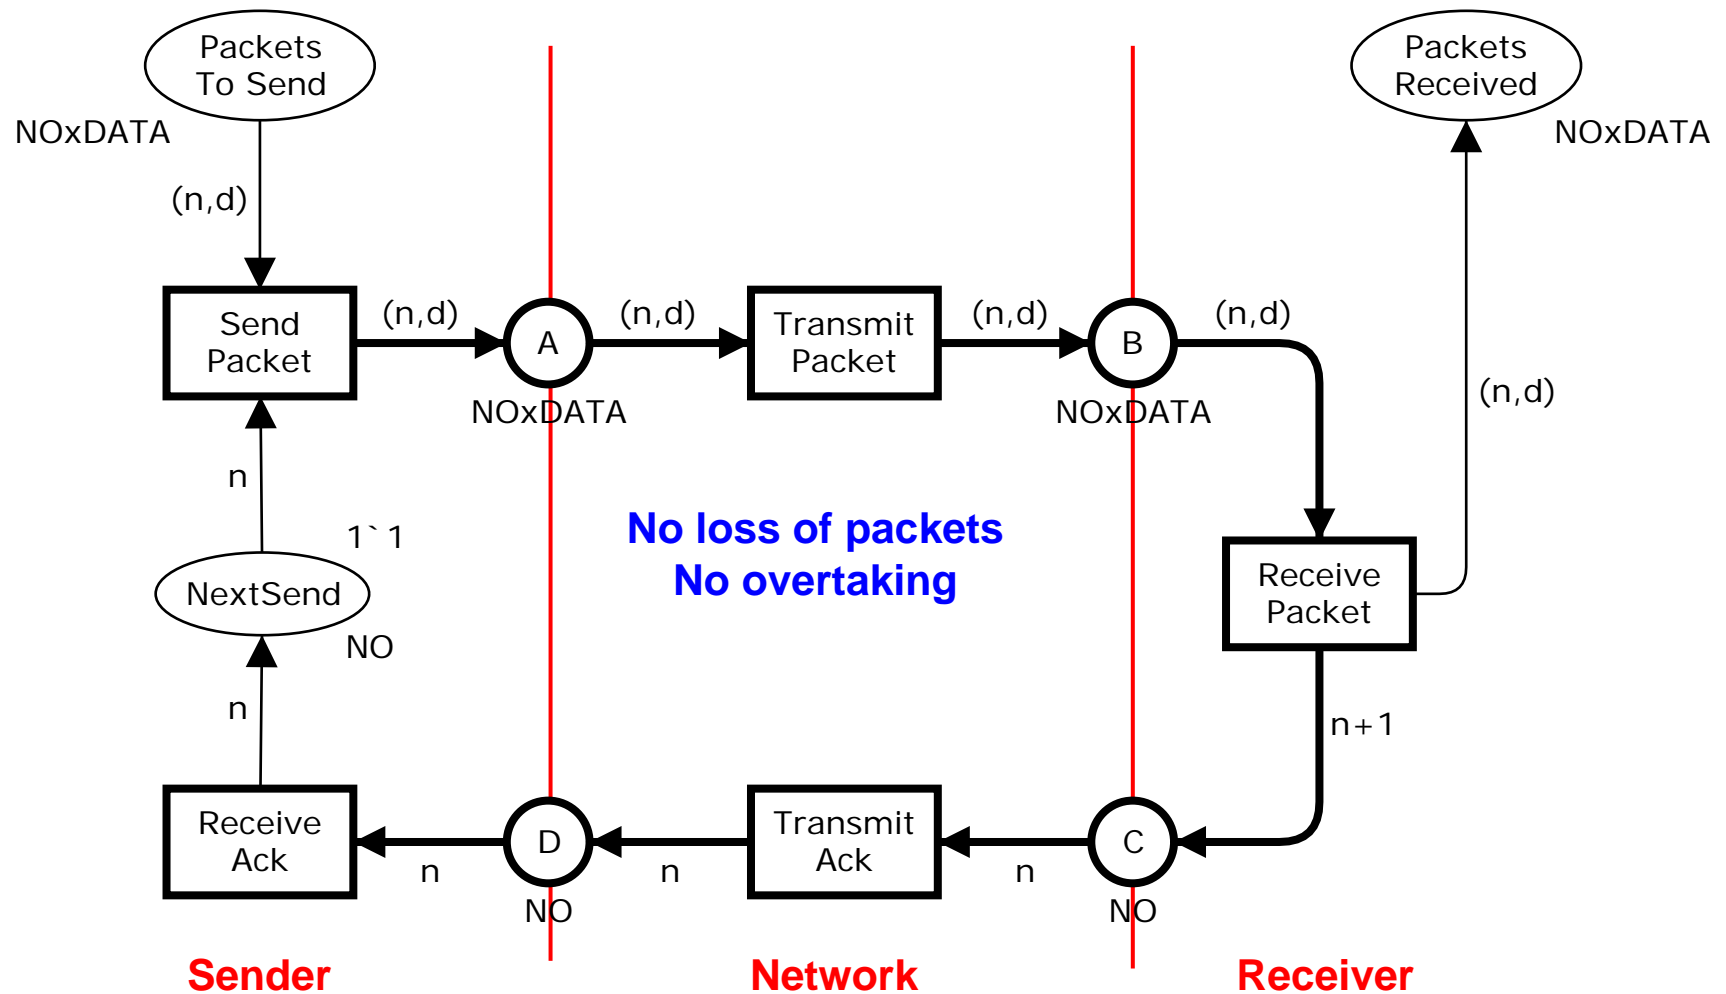 Packets
To Send
NOxDATA
(n,d)
Packets
Received
NOxDATA
Send
Packet
(n,d)
A
NOxDATA
(n,d)
Transmit
Packet
(n,d)
B
NOxDATA
(n,d)
(n,d)
n
1`1
NextSend
NO
No loss of packets
No overtaking
Receive
Packet
n
n+1
Receive
Ack
n
D
NO
n
Transmit
Ack
n
C
NO
Sender
Network
Receiver